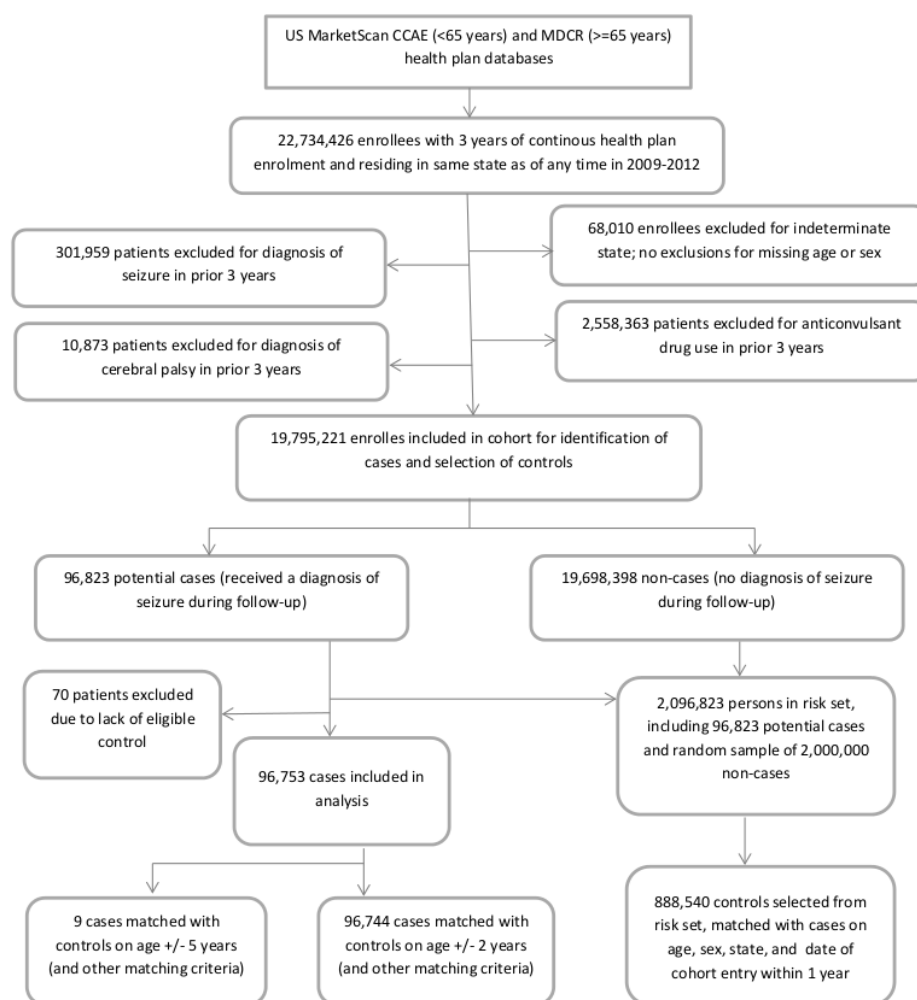 US MarketScan CCAE (<65 years) and MDCR (>=65 years)
health plan databases
22,734,426 enrollees with 3 years of continous health plan
enrolment and residing in same state as of any time in 2009-2012
68,010 enrollees excluded for indeterminate
state; no exclusions for missing age or sex
301,959 patients excluded for diagnosis of
seizure in prior 3 years
2,558,363 patients excluded for anticonvulsant
drug use in prior 3 years
10,873 patients excluded for diagnosis of
cerebral palsy in prior 3 years
19,795,221 enrolles included in cohort for identification of
cases and selection of controls
96,823 potential cases (received a diagnosis of
seizure during follow-up)
19,698,398 non-cases (no diagnosis of seizure
during follow-up)
70 patients excluded
due to lack of eligible
control
2,096,823 persons in risk set,
including 96,823 potential cases
and random sample of 2,000,000
non-cases
96,753 cases included in
analysis
9 cases matched with
controls on age +/- 5 years
(and other matching criteria)
96,744 cases matched with
controls on age +/- 2 years
(and other matching criteria)
888,540 controls selected from
risk set, matched with cases on
age, sex, state, and date of
cohort entry within 1 year